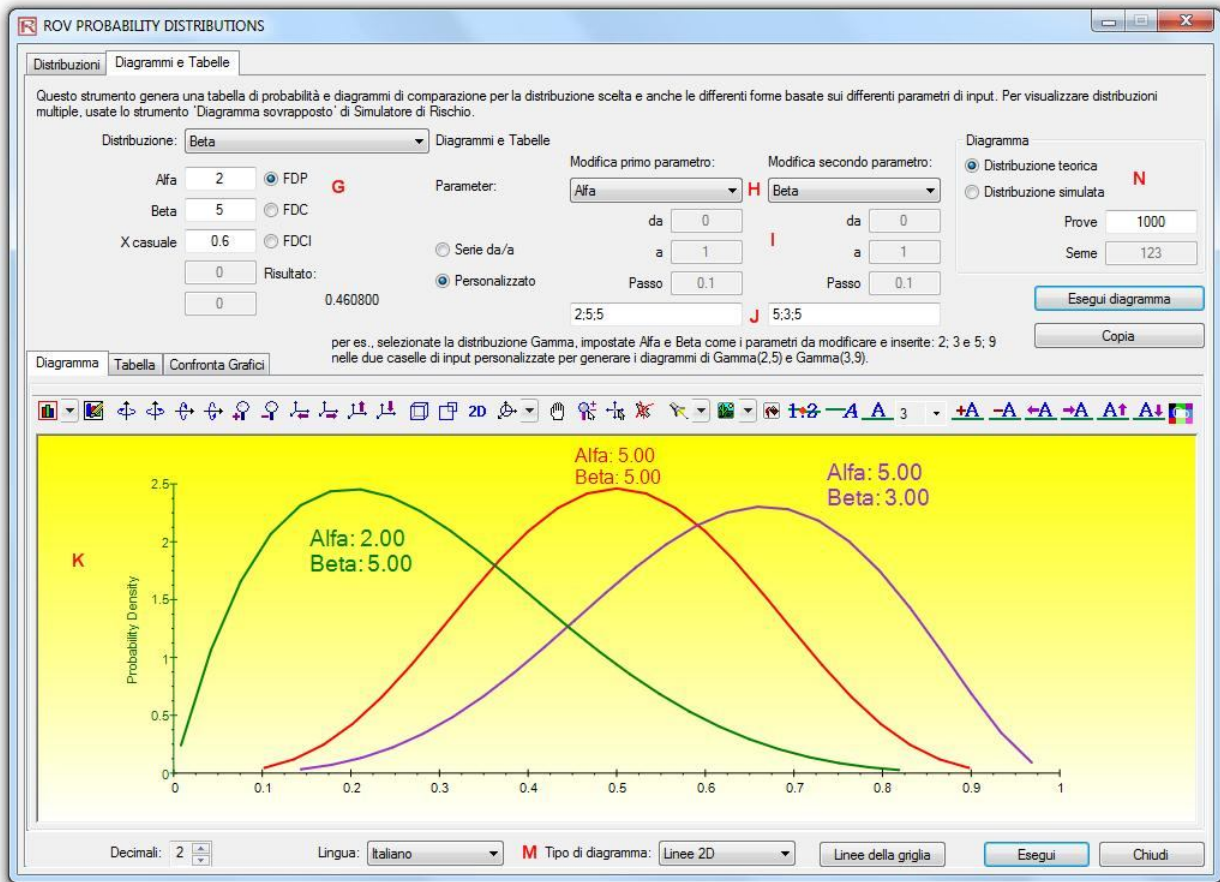 ROV PROBABILITY DISTRIBUTIONS
Distribuzioni Diagrammi e Tabelle
Questo strumento genera una tabella di probabilità e diagrammi di comparazione per la distribuzione scelta e anche le differenti forme basate sui differenti parametri di input. Per visualizzare distribuzioni
multiple, usate lo strumento 'Diagramma sovrapposto' di Simulatore di Rischio.
Distribuzione: Beta Diagrammi e Tabelle
Diagramma
Modifica primo parametro: Modifica secondo parametro:
Distribuzione teorica
Alfa 2 FDP G Parameter: Alfa H Beta
Distribuzione simulata N
Beta 5 FDC da 0 da 0
Prove 1000
X casuale 0.6 FDCI Serie da/a a 1 I a 1
Seme 123
0 Risultato: Personalizzato Passo 0.1 Passo 0.1
0 0.460800
Esegui diagramma
2;5;5 J 5;3;5
Copia
per es., selezionate la distribuzione Gamma, impostate Alfa e Beta come i parametri da modificare e inserite: 2; 3 e 5; 9
nelle due caselle di input personalizzate per generare i diagrammi di Gamma(2,5) e Gamma(3,9).
Diagramma Tabella Confronta Grafici
2D 1+2 A A 3 +A -A A A A A
Alfa: 5.00
Beta: 5.00
Alfa: 5.00
Beta: 3.00
Alfa: 2.00
Beta: 5.00
K
Probability Density
2.5
2
1.5
1
0.5
0
0 0.1 0.2 0.3 0.4 0.5 0.6 0.7 0.8 0.9 1
Decimali: 2 Lingua: Italiano M Tipo di diagramma: Linee 2D Linee della griglia Esegui Chiudi